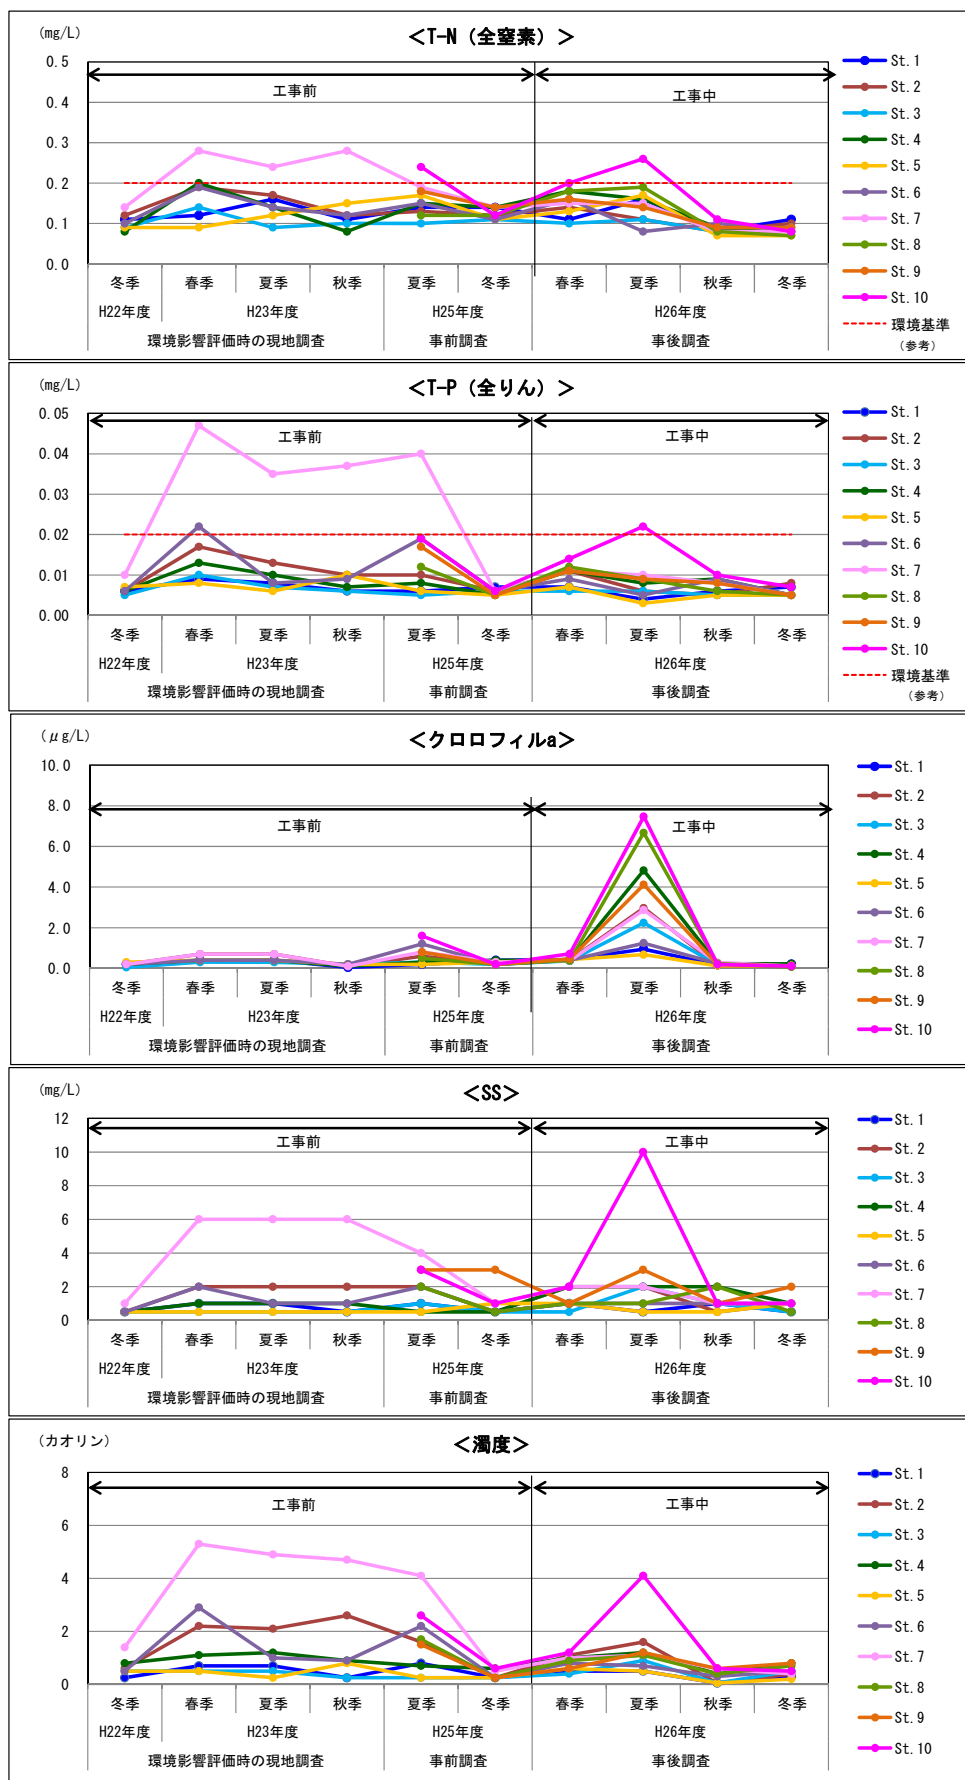 (mg/L)
＜T-N（全窒素）＞
0.5
0.4
0.3
0.2
0.1
0.0
工事前
工事中
冬季 春季 夏季 秋季 夏季 冬季 春季 夏季 秋季 冬季
H22年度 H23年度 H25年度 H26年度
環境影響評価時の現地調査 事前調査 事後調査
St.1
St.2
St.3
St.4
St.5
St.6
St.7
St.8
St.9
St.10
環境基準
（参考）
(mg/L)
＜T-P（全りん）＞
0.05
0.04
0.03
0.02
0.01
0.00
工事前
工事中
冬季 春季 夏季 秋季 夏季 冬季 春季 夏季 秋季 冬季
H22年度 H23年度 H25年度 H26年度
環境影響評価時の現地調査 事前調査 事後調査
St.1
St.2
St.3
St.4
St.5
St.6
St.7
St.8
St.9
St.10
環境基準
（参考）
(μg/L)
＜クロロフィルa＞
10.0
8.0
6.0
4.0
2.0
0.0
工事前
工事中
冬季 春季 夏季 秋季 夏季 冬季 春季 夏季 秋季 冬季
H22年度 H23年度 H25年度 H26年度
環境影響評価時の現地調査 事前調査 事後調査
St.1
St.2
St.3
St.4
St.5
St.6
St.7
St.8
St.9
St.10
(mg/L)
＜SS＞
12
10
8
6
4
2
0
工事前
工事中
冬季 春季 夏季 秋季 夏季 冬季 春季 夏季 秋季 冬季
H22年度 H23年度 H25年度 H26年度
環境影響評価時の現地調査 事前調査 事後調査
St.1
St.2
St.3
St.4
St.5
St.6
St.7
St.8
St.9
St.10
(カオリン)
＜濁度＞
8
6
4
2
0
工事前
工事中
冬季 春季 夏季 秋季 夏季 冬季 春季 夏季 秋季 冬季
H22年度 H23年度 H25年度 H26年度
環境影響評価時の現地調査 事前調査 事後調査
St.1
St.2
St.3
St.4
St.5
St.6
St.7
St.8
St.9
St.10